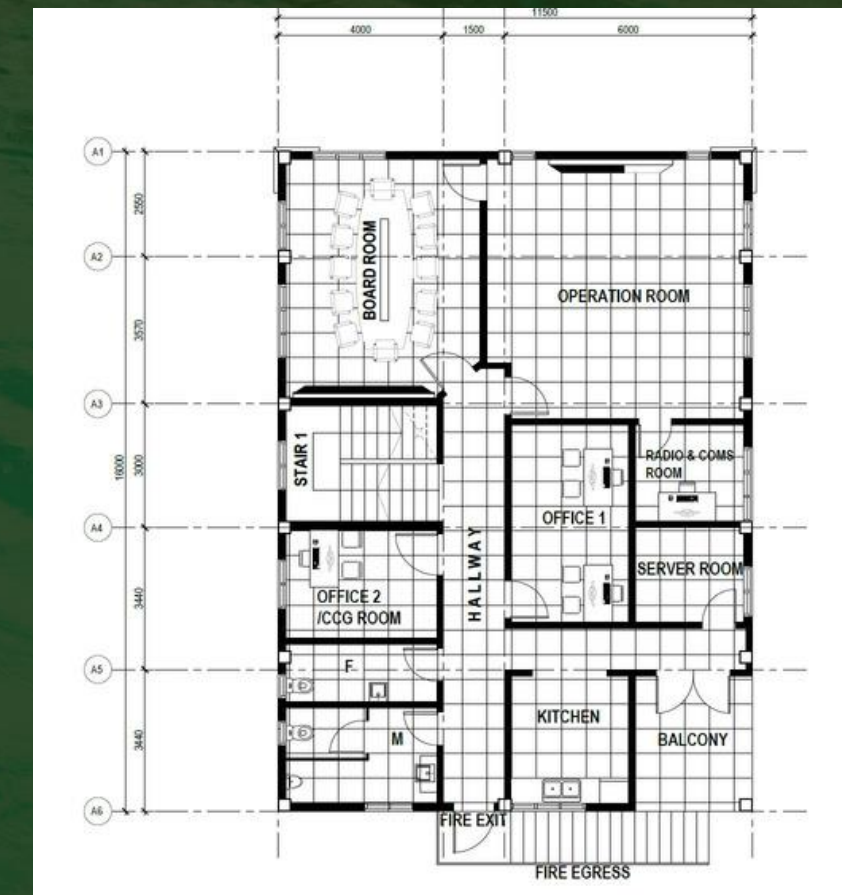 11500
4000
1500
6000
A1
2550
A2
BOARD ROOM
OPERATION ROOM
3570
A3
16000
3000
STAIR 1
RADIO & COMS
ROOM
OFFICE 1
A4
HALLWAY
SERVER ROOM
3440
OFFICE 2
/CCG ROOM
A5
F
KITCHEN
M
BALCONY
3440
A6
FIRE EXIT
FIRE EGRESS